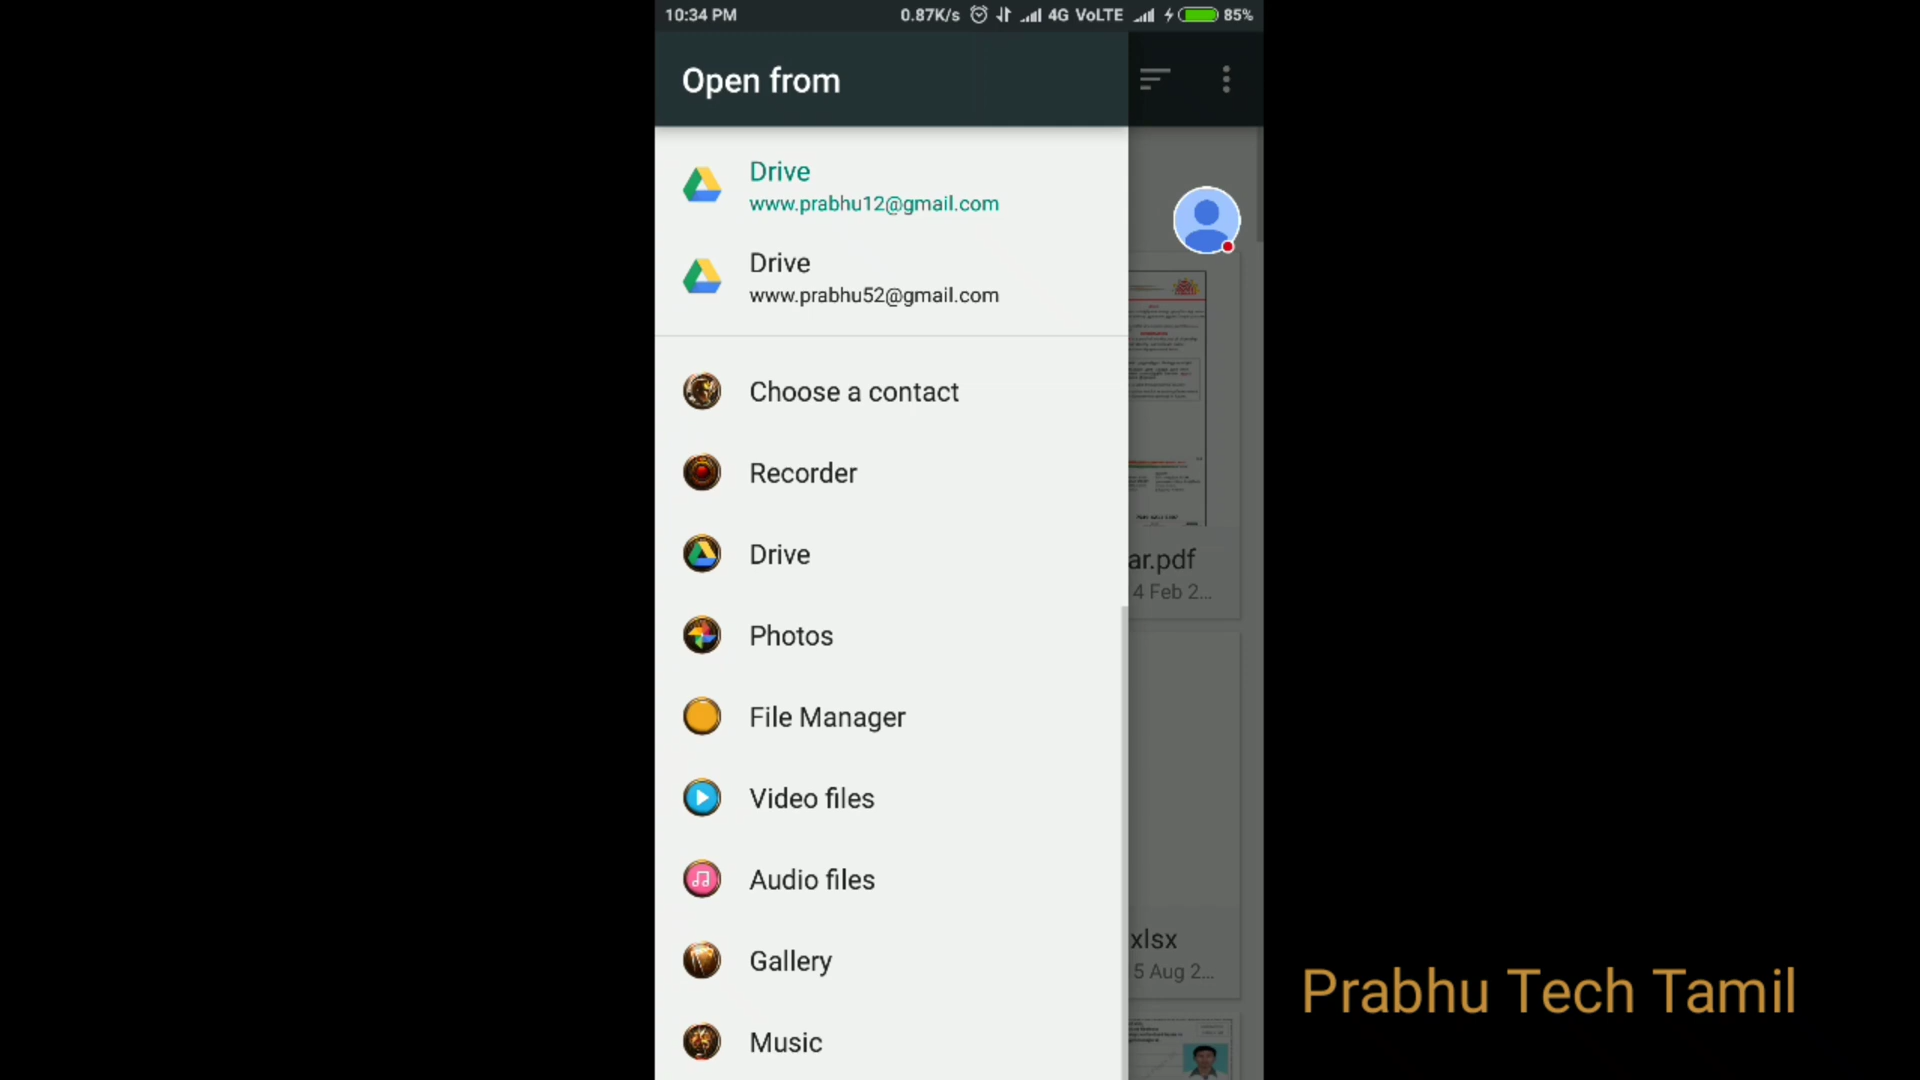 10:34 PM
0.87K/s
4G VoLTE
85%
Open from
Drive
www.prabhu12@gmail.com
Drive
www.prabhu52@gmail.com
Choose a contact
Recorder
Drive
Photos
File Manager
Video files
Audio files
Gallery
Music
ar.pdf
4 Feb 2...
xlsx
5 Aug 2...
Prabhu Tech Tamil